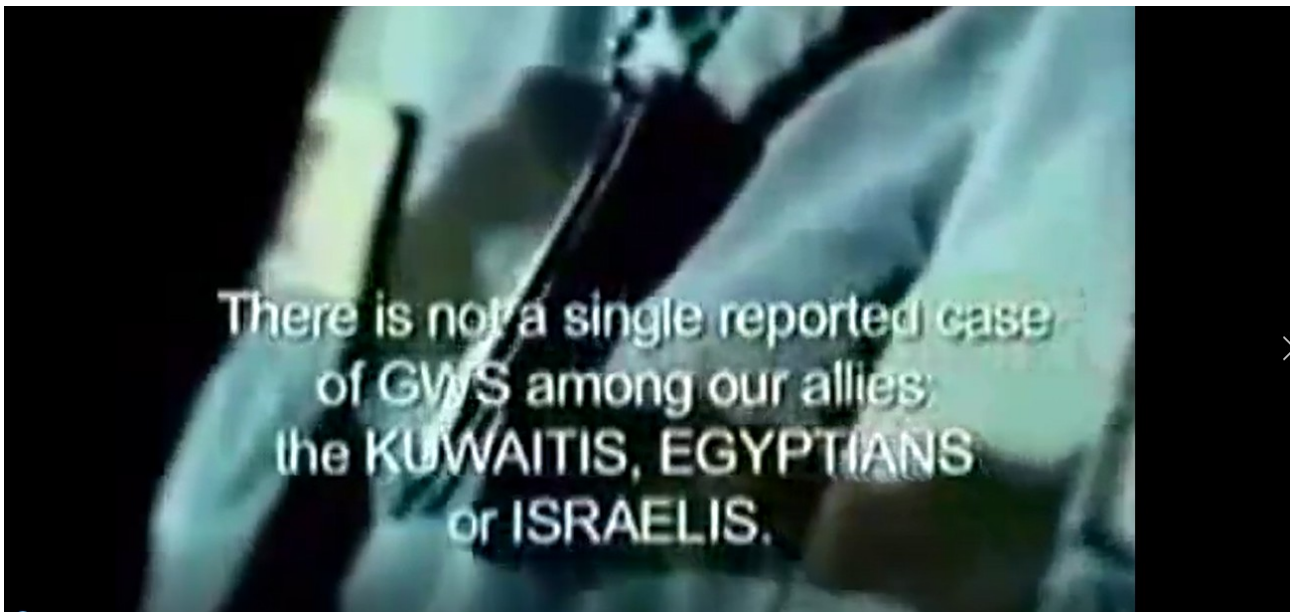 There is not a single reported case
of GWS among our allies:
the KUWAITIS, EGYPTIANS
or ISRAELIS.